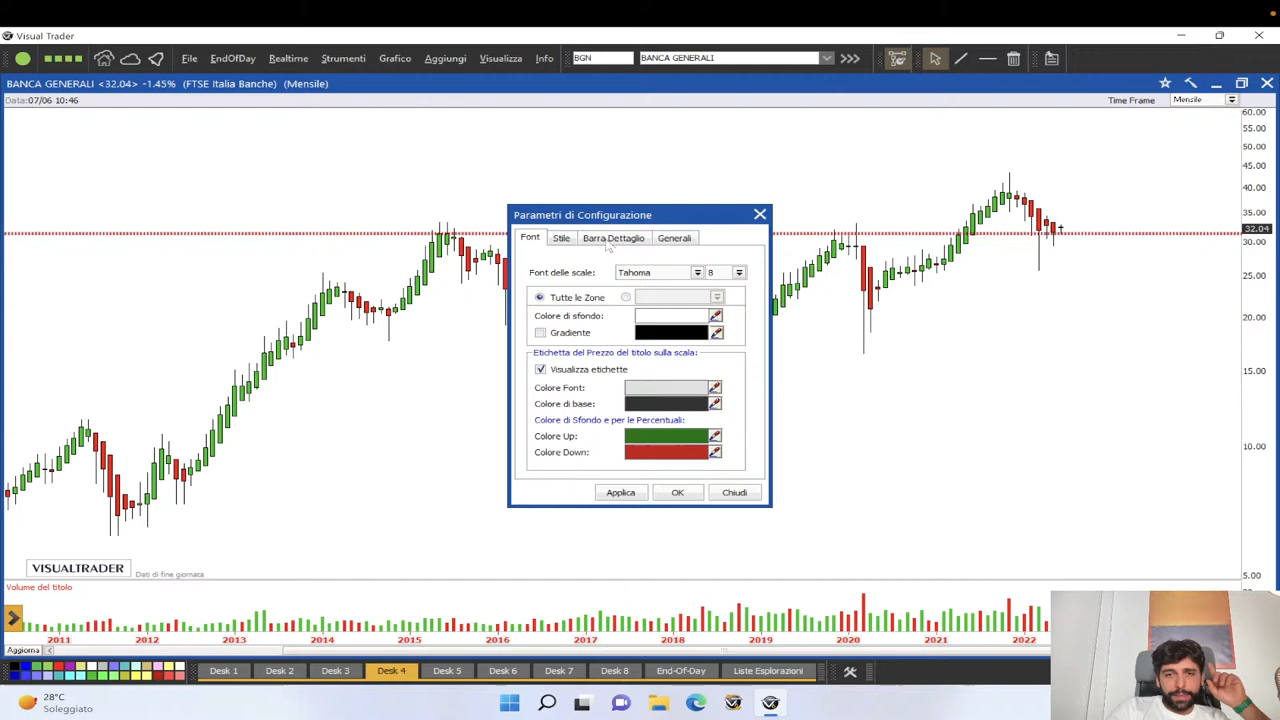 Visual Trader
File EndOfDay Realtime Strumenti Grafico Aggiungi Visualizza Info BGN BANCA GENERALI
BANCA GENERALI <32.04> -1.45% (FTSE Italia Banche) (Mensile)
Data:07/06 10:46 Time Frame Mensile
60.00
55.00
50.00
45.00
40.00
35.00
32.04
30.00
25.00
20.00
15.00
10.00
5.00
Parametri di Configurazione
Font Stile Barra Dettaglio Generali
Font delle scale: Tahoma 8
Tutte le Zone
Colore di sfondo:
Gradiente
Etichetta del Prezzo del titolo sulla scala:
Visualizza etichette
Colore Font:
Colore di base:
Colore di Sfondo e per le Percentuali:
Colore Up:
Colore Down:
Applica OK Chiudi
VISUALTRADER Dati di fine giornata
Volume del titolo
2011 2012 2013 2014 2015 2016 2017 2018 2019 2020 2021 2022
Aggiorna
Desk 1 Desk 2 Desk 3 Desk 4 Desk 5 Desk 6 Desk 7 Desk 8 End-Of-Day Liste Esplorazioni
28°C
Soleggiato